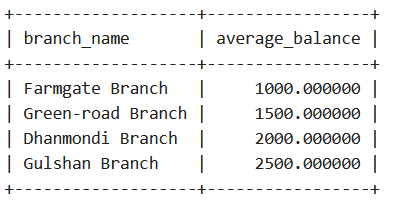 +------------------+-----------------+
| branch_name      | average_balance |
+------------------+-----------------+
| Farmgate Branch   |     1000.000000 |
| Green-road Branch |     1500.000000 |
| Dhanmondi Branch  |     2000.000000 |
| Gulshan Branch    |     2500.000000 |
+------------------+-----------------+